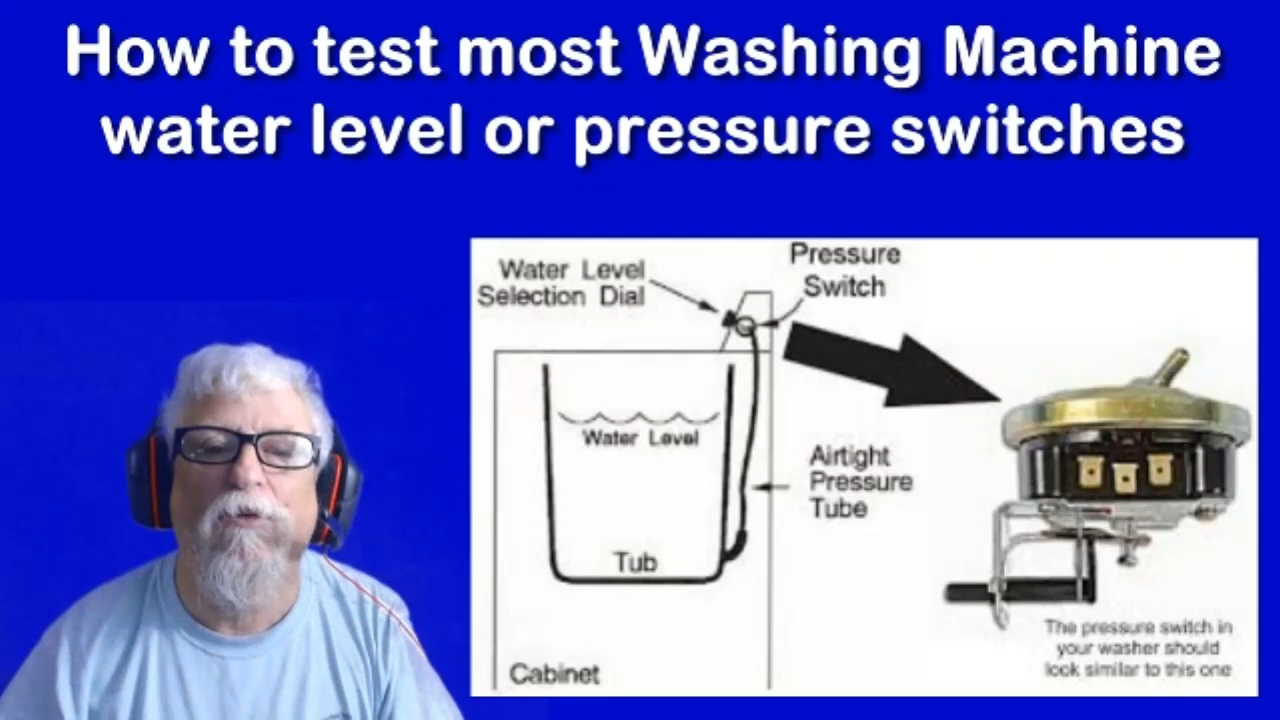 How to test most Washing Machine
water level or pressure switches
Water Level
Selection Dial
Pressure
Switch
Water Level
Airtight
Pressure
Tube
Tub
Cabinet
The pressure switch in
your washer should
look similar to this one